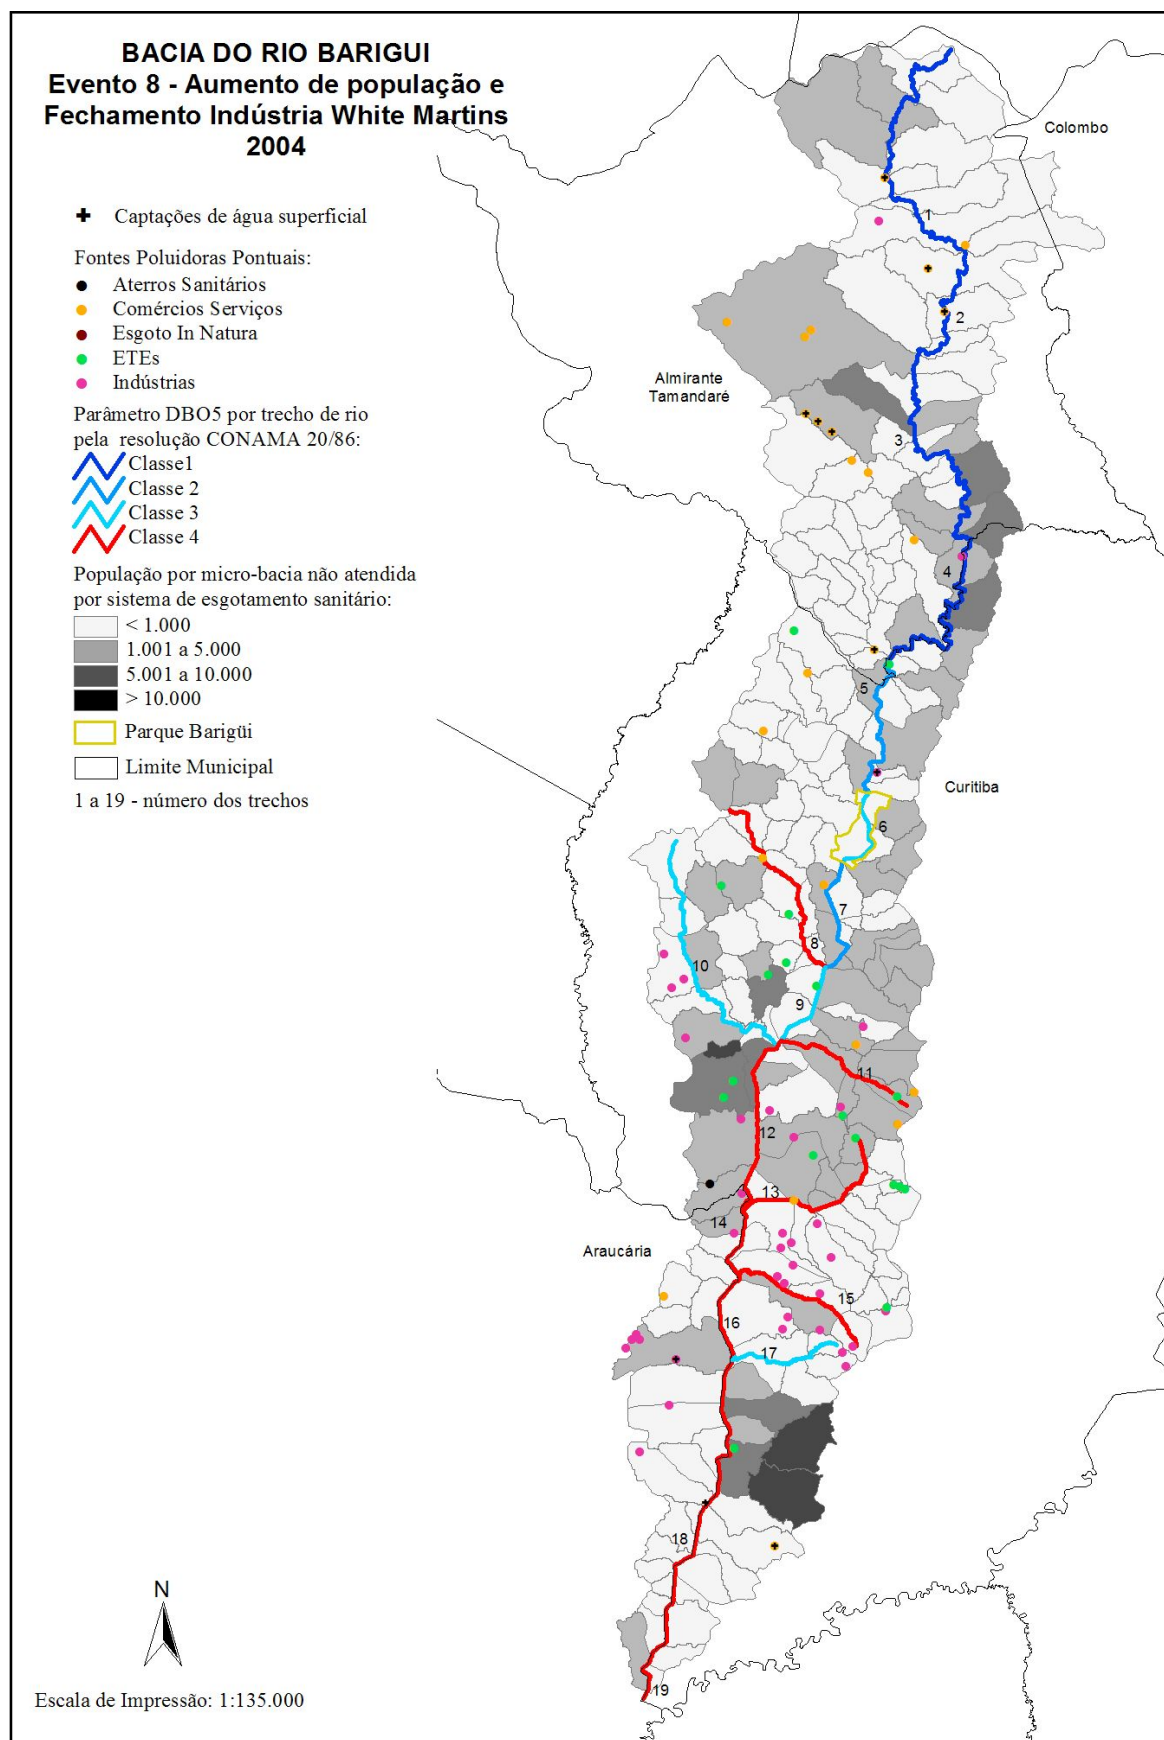 BACIA DO RIO BARIGUI
Evento 8 - Aumento de população e
Fechamento Indústria White Martins
2004
Captações de água superficial
Fontes Poluidoras Pontuais:
Aterros Sanitários
Comércios Serviços
Esgoto In Natura
ETEs
Indústrias
Parâmetro DBO5 por trecho de rio
pela resolução CONAMA 20/86:
Classe1
Classe 2
Classe 3
Classe 4
População por micro-bacia não atendida
por sistema de esgotamento sanitário:
< 1.000
1.001 a 5.000
5.001 a 10.000
> 10.000
Parque Barigüi
Limite Municipal
1 a 19 - número dos trechos
N
Escala de Impressão: 1:135.000
Colombo
1
2
Almirante
Tamandaré
3
4
5
Curitiba
6
7
8
10
9
11
12
13
14
Araucária
15
16
17
18
19